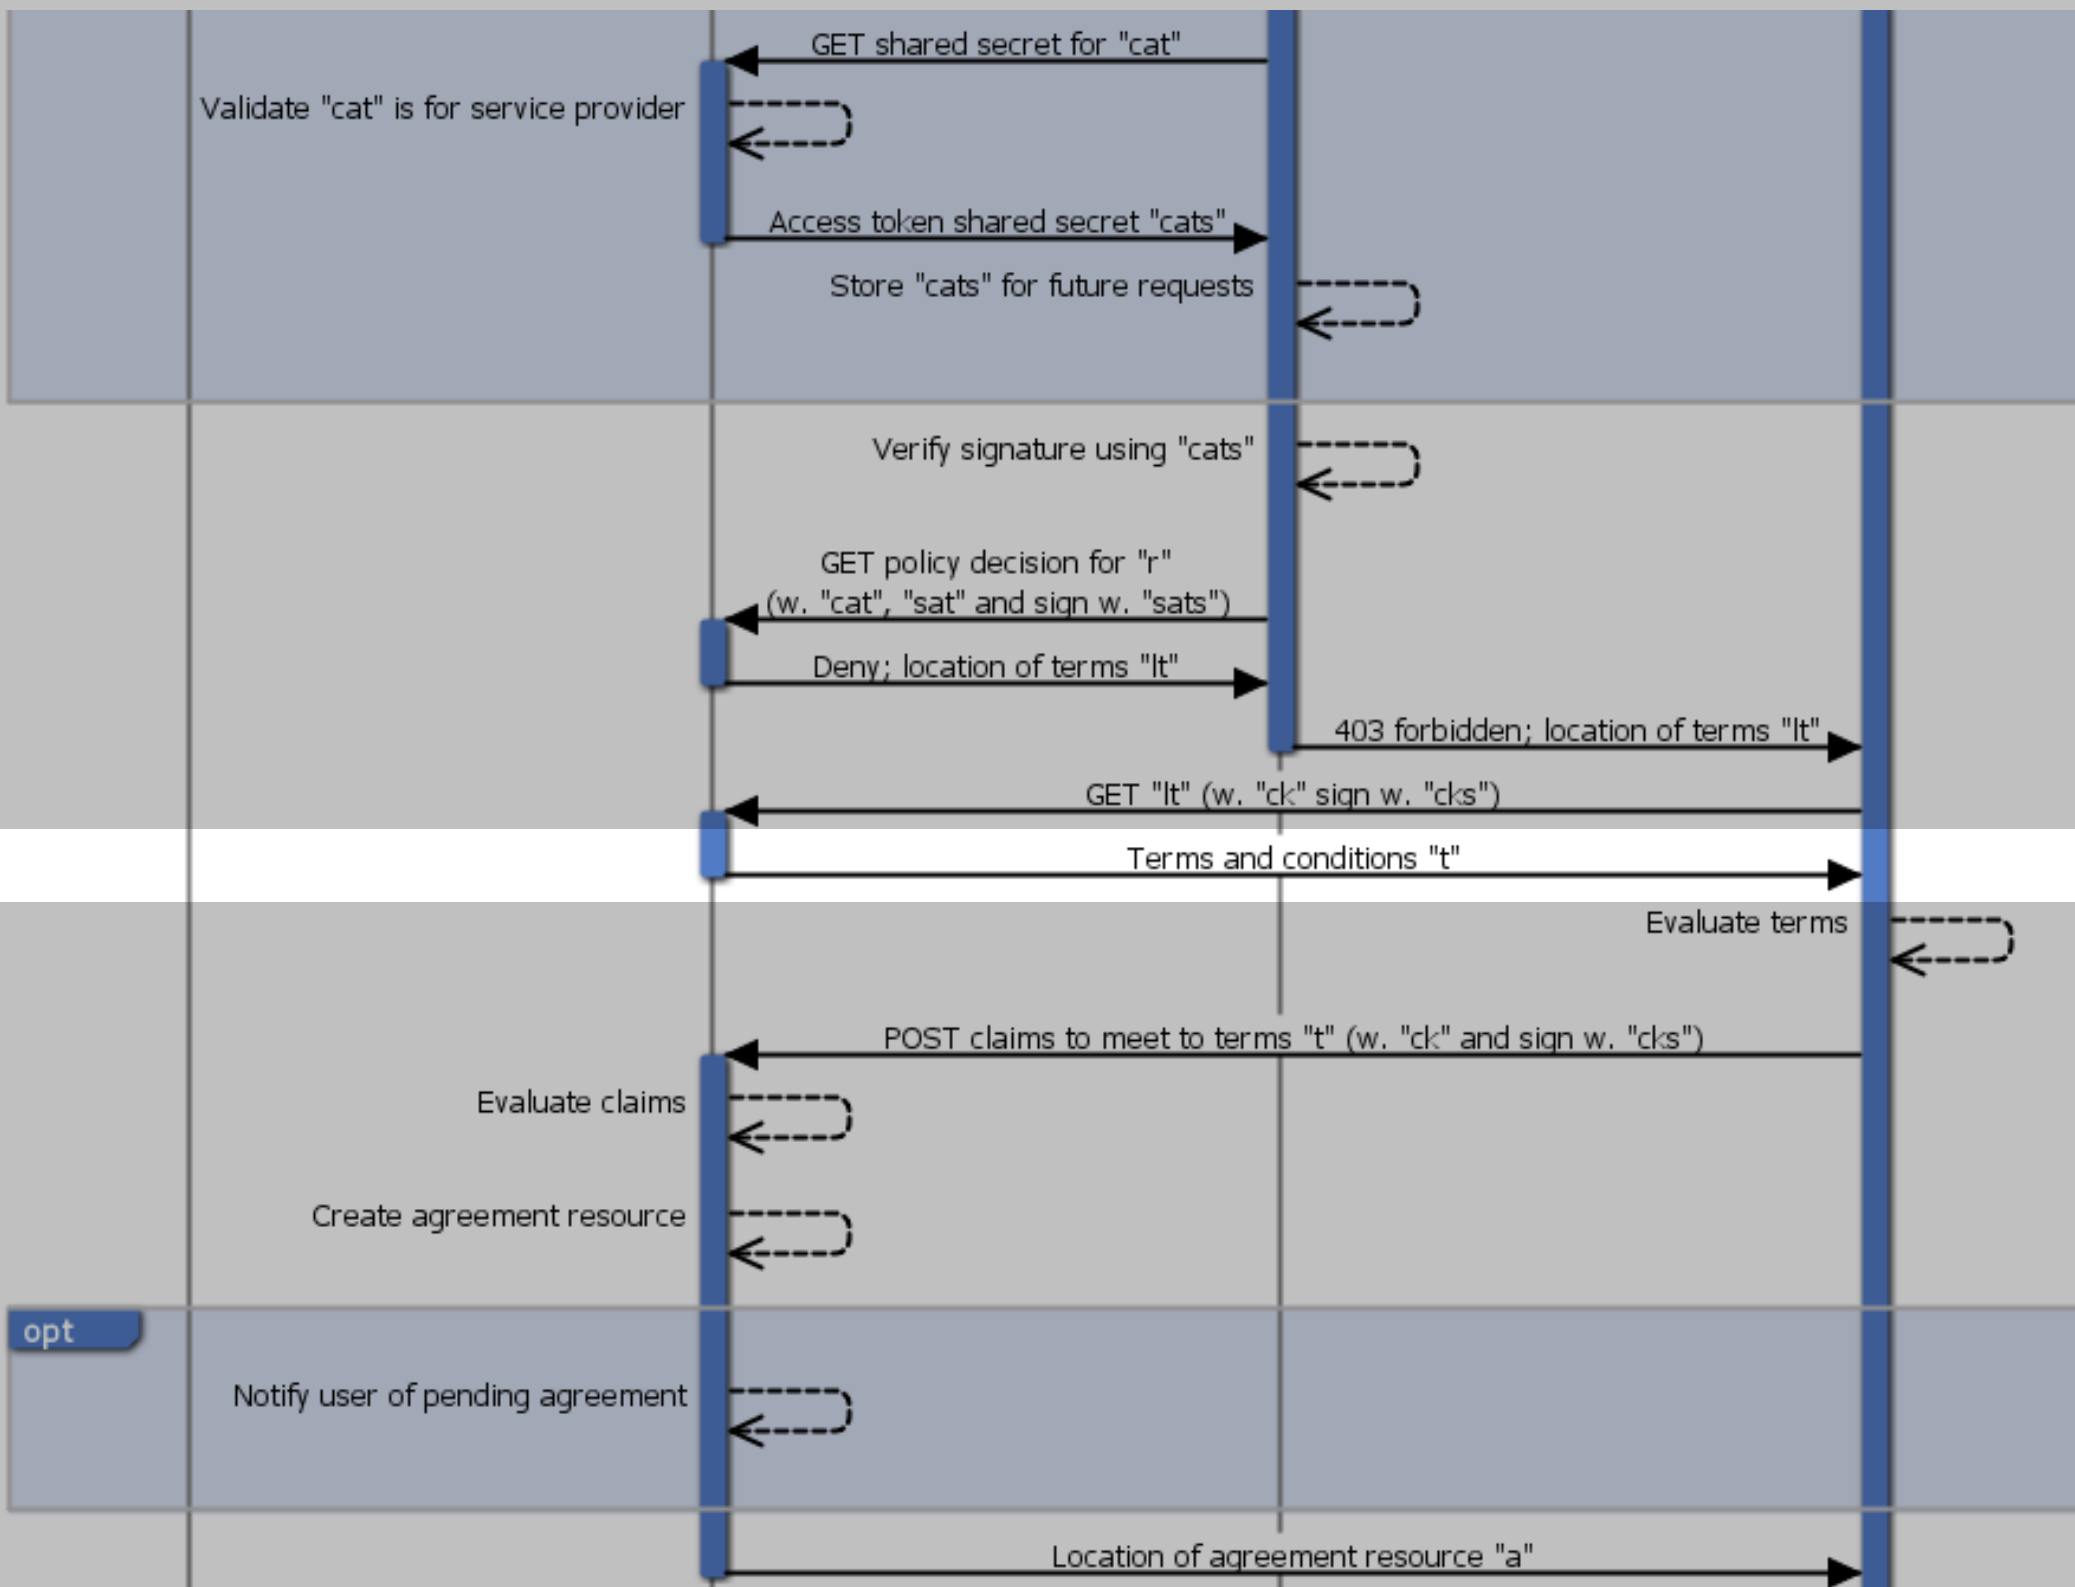 GET shared secret for "cat"
Validate "cat" is for service provider
Access token shared secret "cats"
Store "cats" for future requests
Verify signature using "cats"
GET policy decision for "r"
(w. "cat", "sat" and sign w. "sats")
Deny; location of terms "lt"
403 forbidden; location of terms "lt"
GET "lt" (w. "ck" sign w. "cks")
Terms and conditions "t"
Evaluate terms
POST claims to meet to terms "t" (w. "ck" and sign w. "cks")
Evaluate claims
Create agreement resource
opt
Notify user of pending agreement
Location of agreement resource "a"